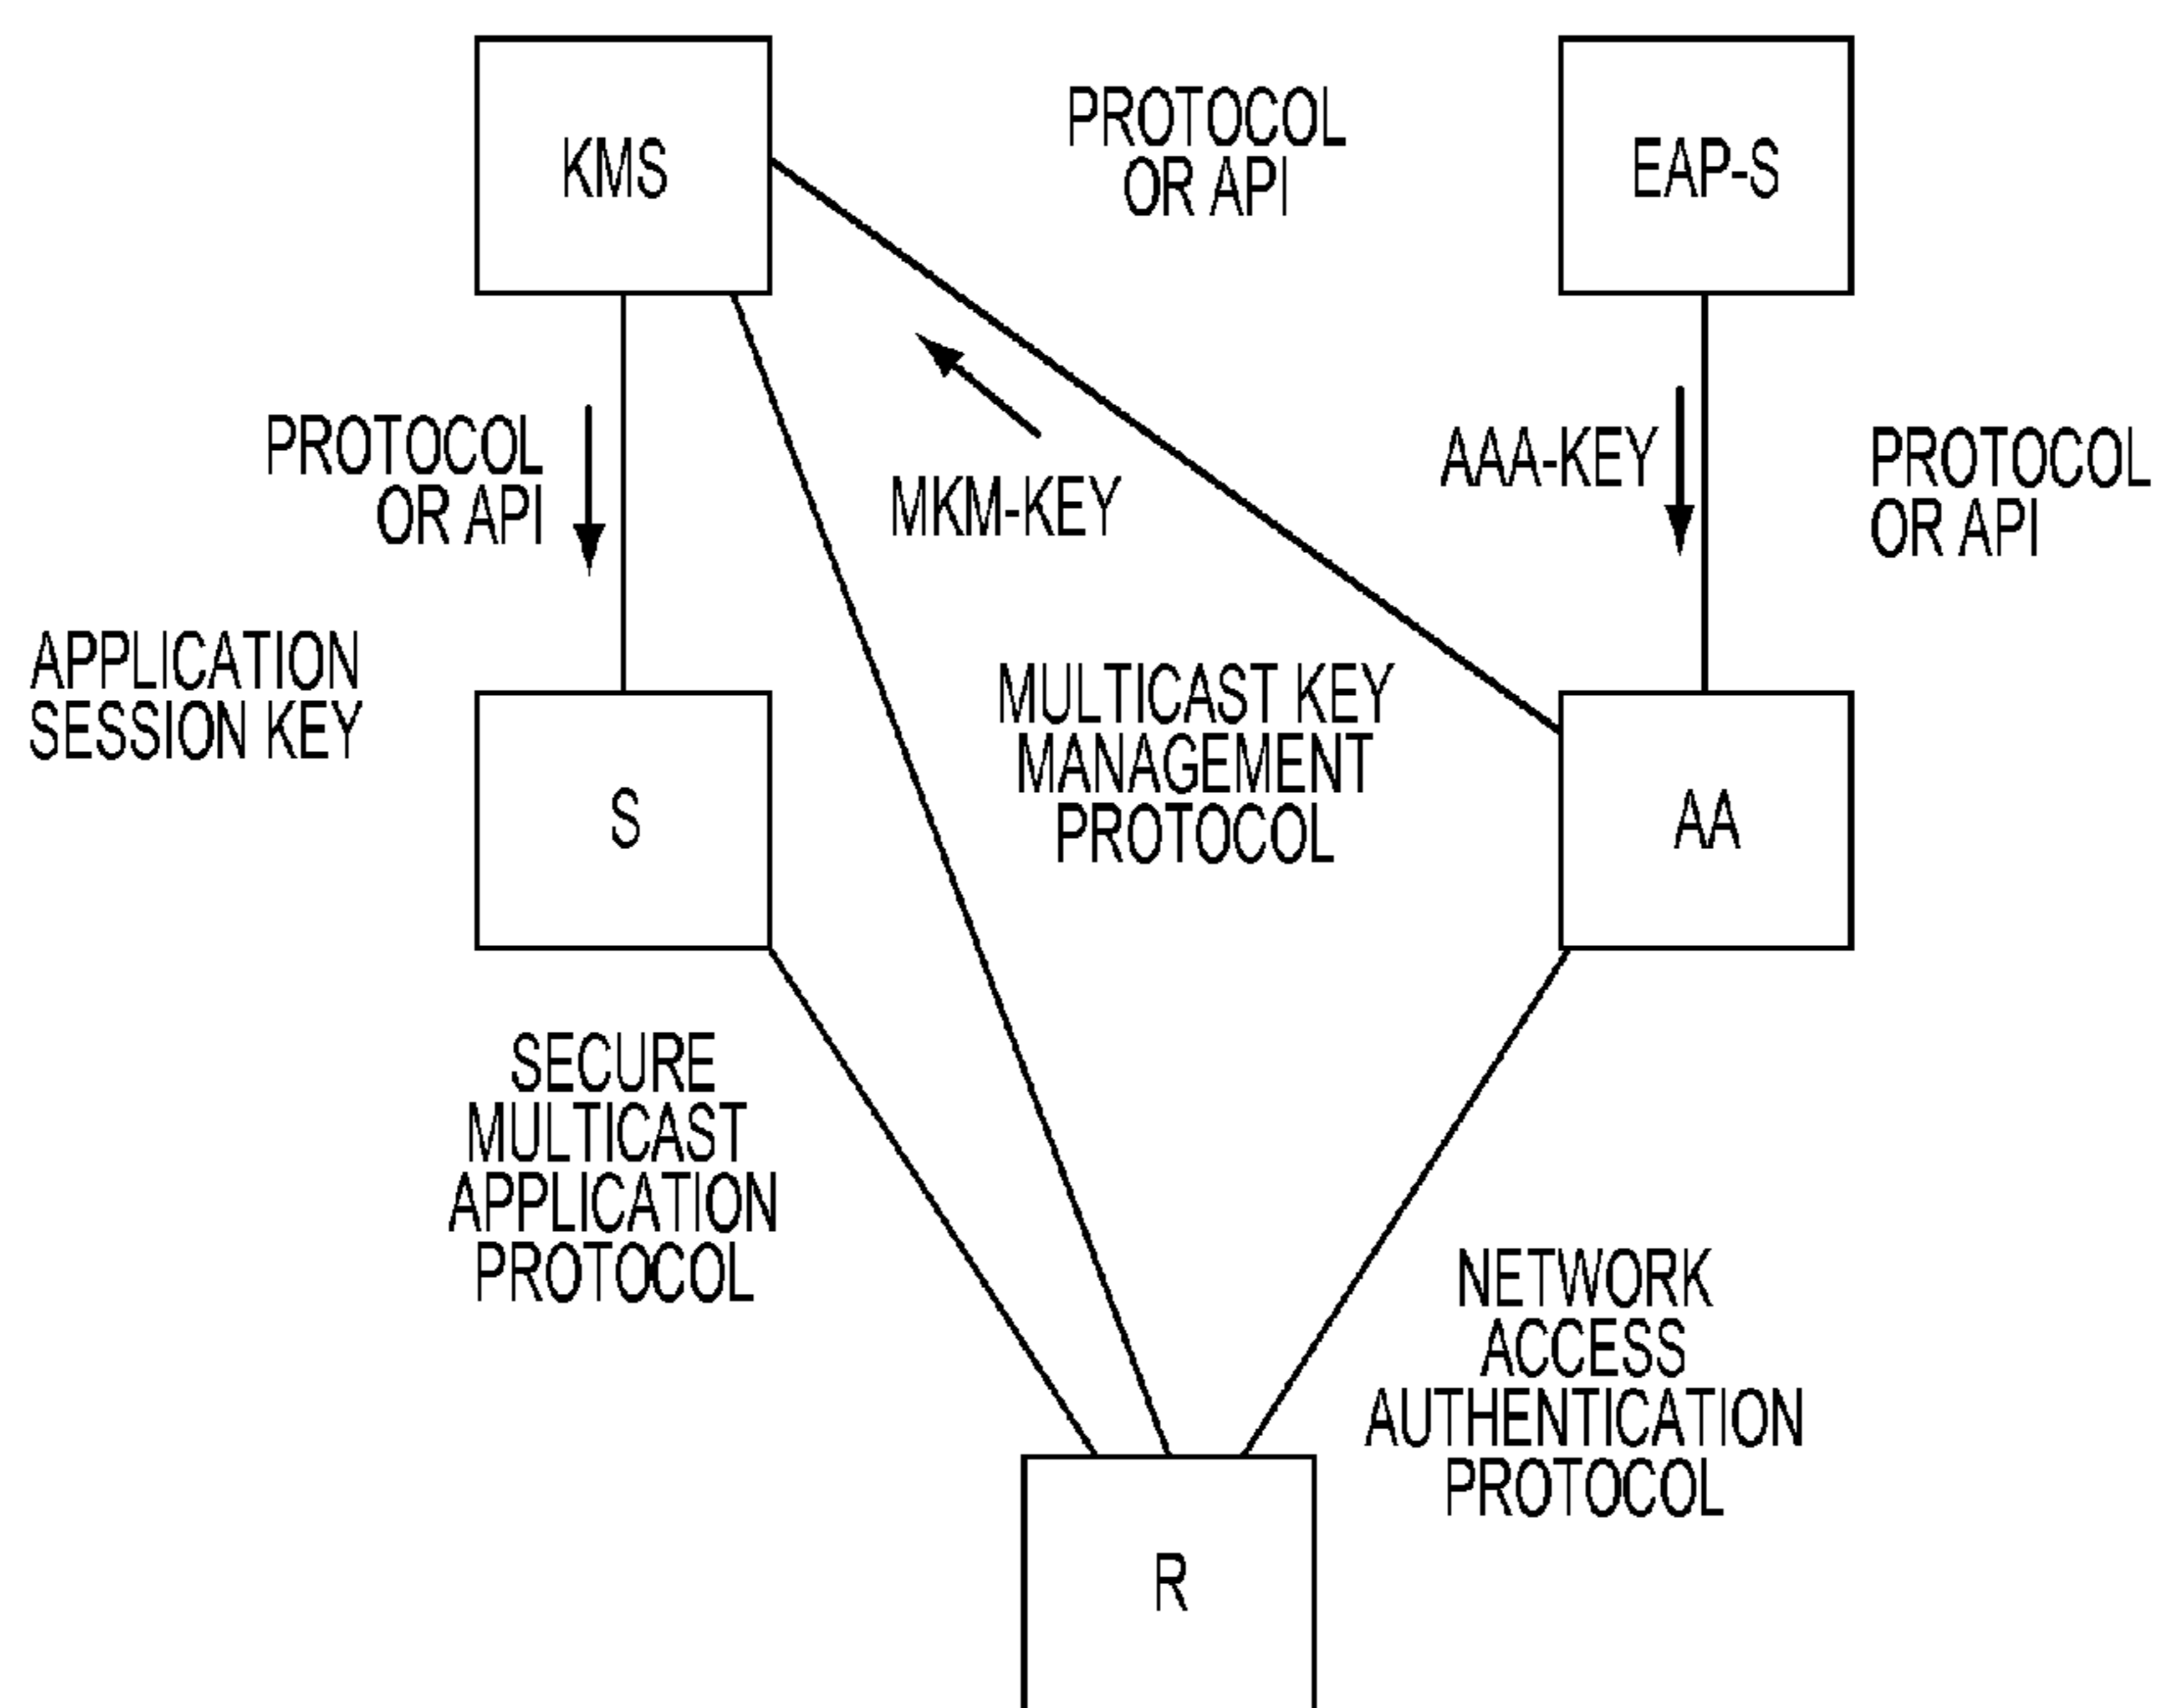 KMS
PROTOCOL
OR API
EAP-S
PROTOCOL
OR API
MKM-KEY
AAA-KEY
PROTOCOL
OR API
APPLICATION
SESSION KEY
S
MULTICAST KEY
MANAGEMENT
PROTOCOL
AA
SECURE
MULTICAST
APPLICATION
PROTOCOL
NETWORK
ACCESS
AUTHENTICATION
PROTOCOL
R